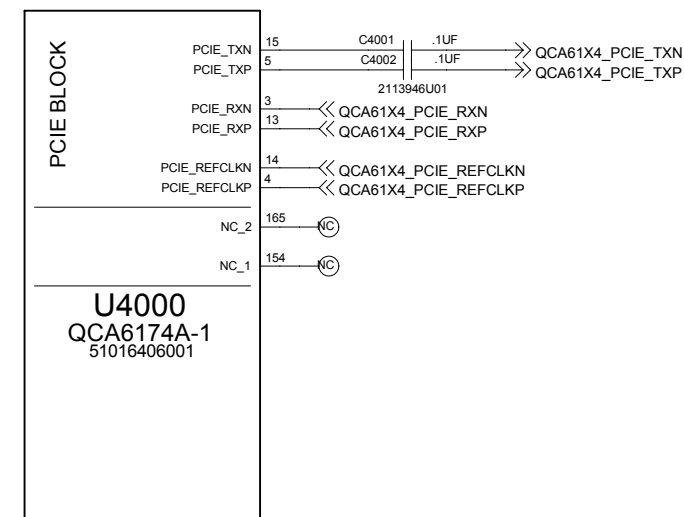 PCIE BLOCK
PCIE_TXN 15 C4001 .1UF QCA61X4_PCIE_TXN
PCIE_TXP 5 C4002 .1UF QCA61X4_PCIE_TXP
2113946U01
PCIE_RXN 3 QCA61X4_PCIE_RXN
PCIE_RXP 13 QCA61X4_PCIE_RXP
PCIE_REFCLKN 14 QCA61X4_PCIE_REFCLKN
PCIE_REFCLKP 4 QCA61X4_PCIE_REFCLKP
NC_2 165 NC
NC_1 154 NC
U4000
QCA6174A-1
51016406001